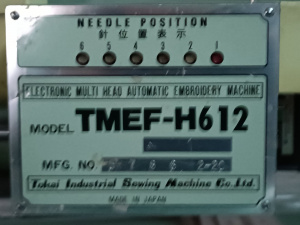 NEEDLE POSITION
針位置表示
6 5 4 3 2 1
ELECTRONIC MULTI HEAD AUTOMATIC EMBROIDERY MACHINE
MODEL TMEF-H612
MFG. NO
Tokai Industrial Sewing Machine Co., Ltd.
MADE IN JAPAN